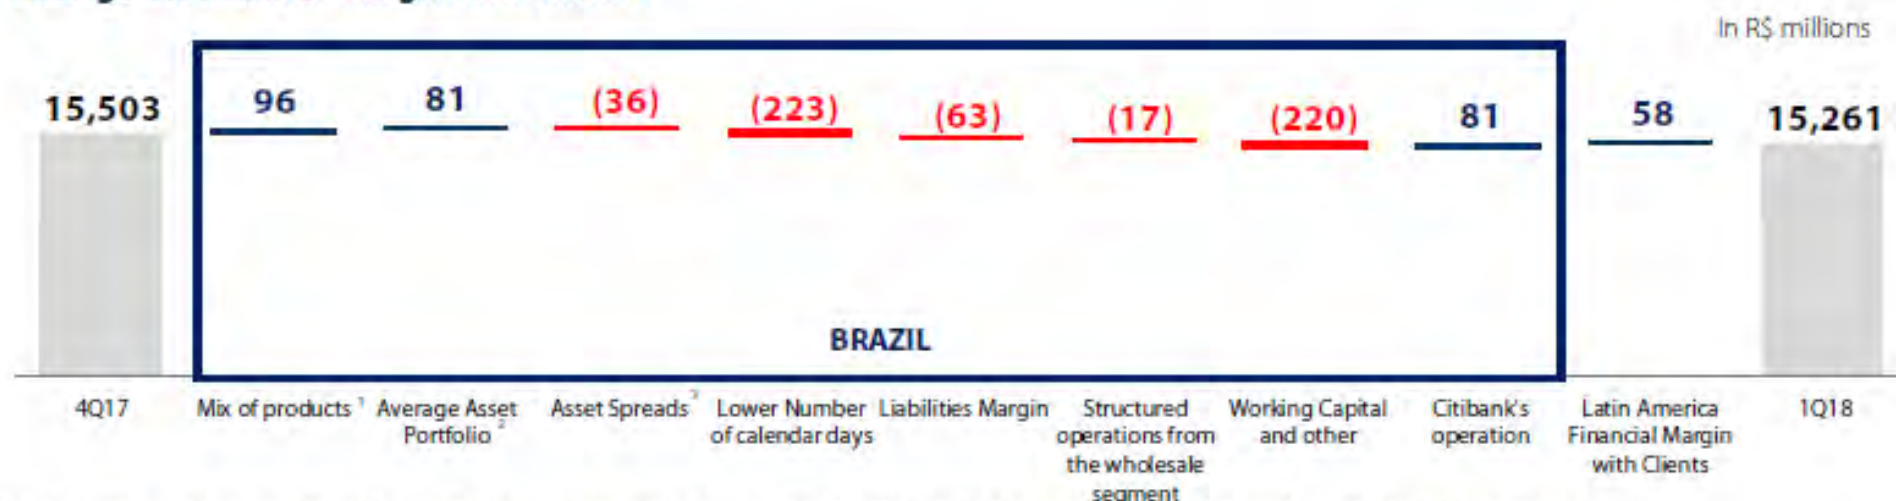 In R$ millions
15,503
96
81
(36)
(223)
(63)
(17)
(220)
81
58
15,261
BRAZIL
4Q17
Mix of products ¹
Average Asset
Portfolio ²
Asset Spreads
Lower Number
of calendar days
Liabilities Margin
Structured
operations from
the wholesale
segment
Working Capital
and other
Citibank's
operation
Latin America
Financial Margin
with Clients
1Q18